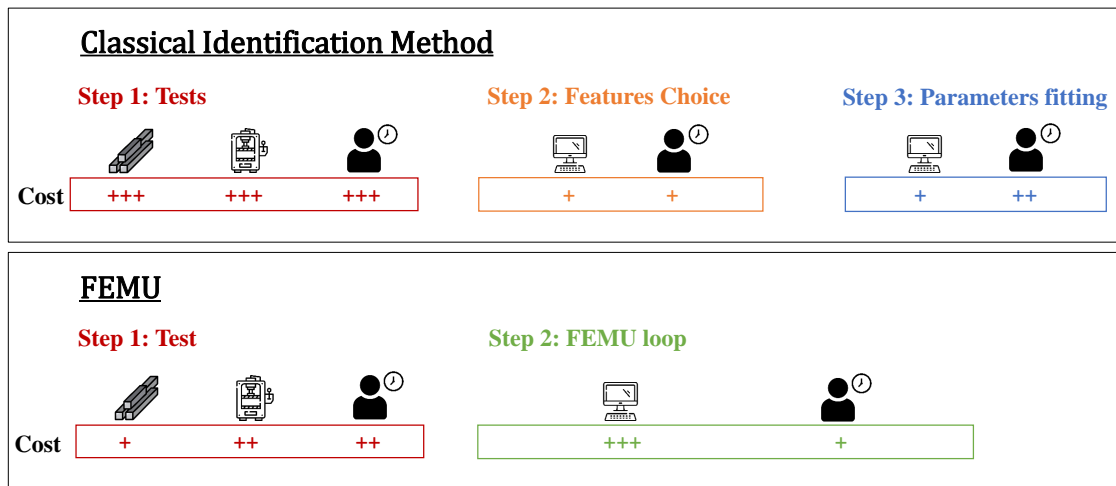 Classical Identification Method
Step 1: Tests Step 2: Features Choice Step 3: Parameters fitting
Cost +++ +++ +++ + + + ++
FEMU
Step 1: Test Step 2: FEMU loop
Cost + ++ ++ +++ +